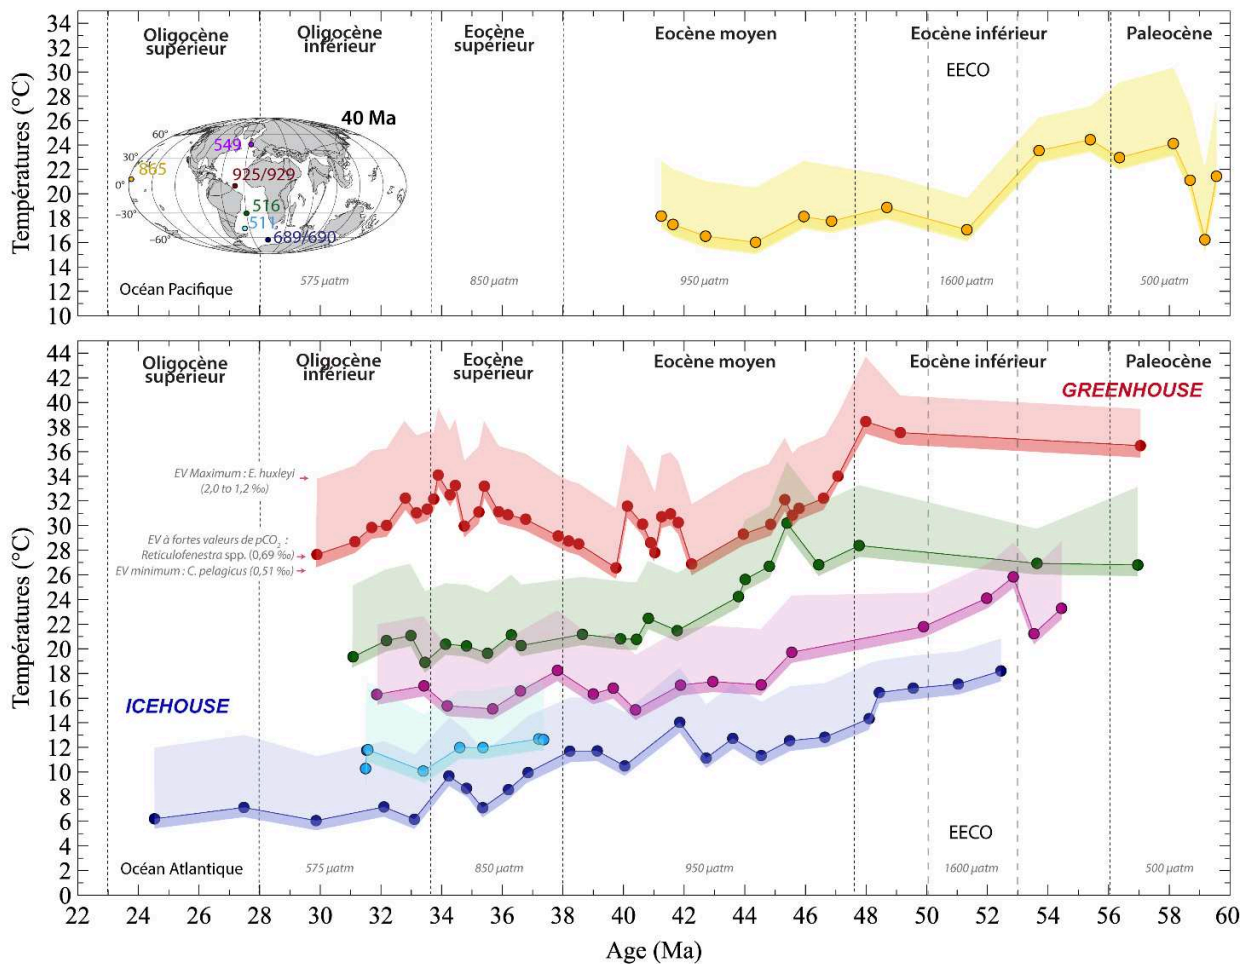 34
32
30
28
26
24
22
20
18
16
14
12
10
Températures (°C)
Oligocène
supérieur
Oligocène
inférieur
Eocène
supérieur
Eocène moyen
Eocène inférieur
Paleocène
EECO
40 Ma
60°
30°
0°
−30°
−60°
549
865
925/929
516
511
689/690
Océan Pacifique
575 µatm
850 µatm
950 µatm
1600 µatm
500 µatm
44
42
40
38
36
34
32
30
28
26
24
22
20
18
16
14
12
10
8
6
4
2
0
Températures (°C)
Oligocène
supérieur
Oligocène
inférieur
Eocène
supérieur
Eocène moyen
Eocène inférieur
Paleocène
GREENHOUSE
EV Maximum : E. huxleyi
(2,0 to 1,2 ‰)
EV à fortes valeurs de pCO2 :
Reticulofenestra spp. (0,69 ‰)
EV minimum : C. pelagicus (0,51 ‰)
ICEHOUSE
EECO
Océan Atlantique
575 µatm
850 µatm
950 µatm
1600 µatm
500 µatm
22 24 26 28 30 32 34 36 38 40 42 44 46 48 50 52 54 56 58 60
Age (Ma)